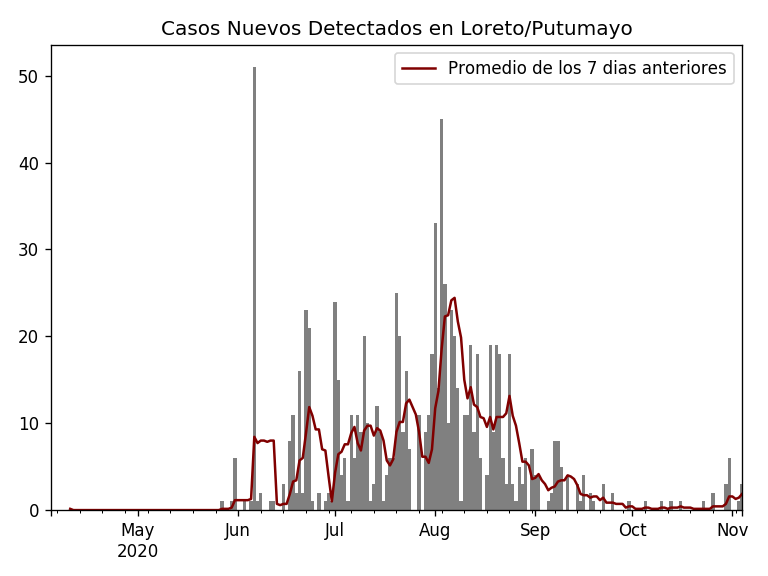 Casos Nuevos Detectados en Loreto/Putumayo
Promedio de los 7 dias anteriores
50
40
30
20
10
0
May Jun Jul Aug Sep Oct Nov
2020